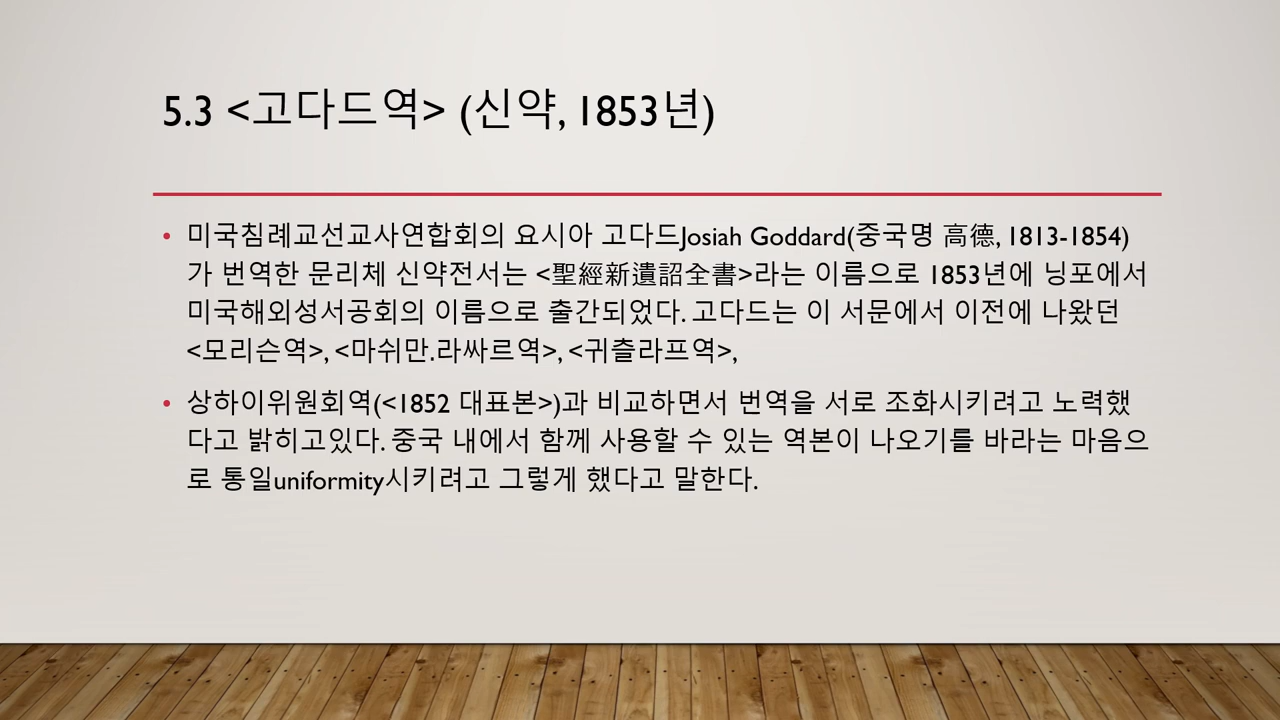 5.3 <고다드역> (신약, 1853년)
• 미국침례교선교사연합회의 요시아 고다드Josiah Goddard(중국명 高德, 1813-1854)
가 번역한 문리체 신약전서는 <聖經新遺詔全書>라는 이름으로 1853년에 닝포에서
미국해외성서공회의 이름으로 출간되었다. 고다드는 이 서문에서 이전에 나왔던
<모리슨역>, <마쉬만.라싸르역>, <귀츨라프역>,
• 상하이위원회역(<1852 대표본>)과 비교하면서 번역을 서로 조화시키려고 노력했
다고 밝히고있다. 중국 내에서 함께 사용할 수 있는 역본이 나오기를 바라는 마음으
로 통일uniformity시키려고 그렇게 했다고 말한다.